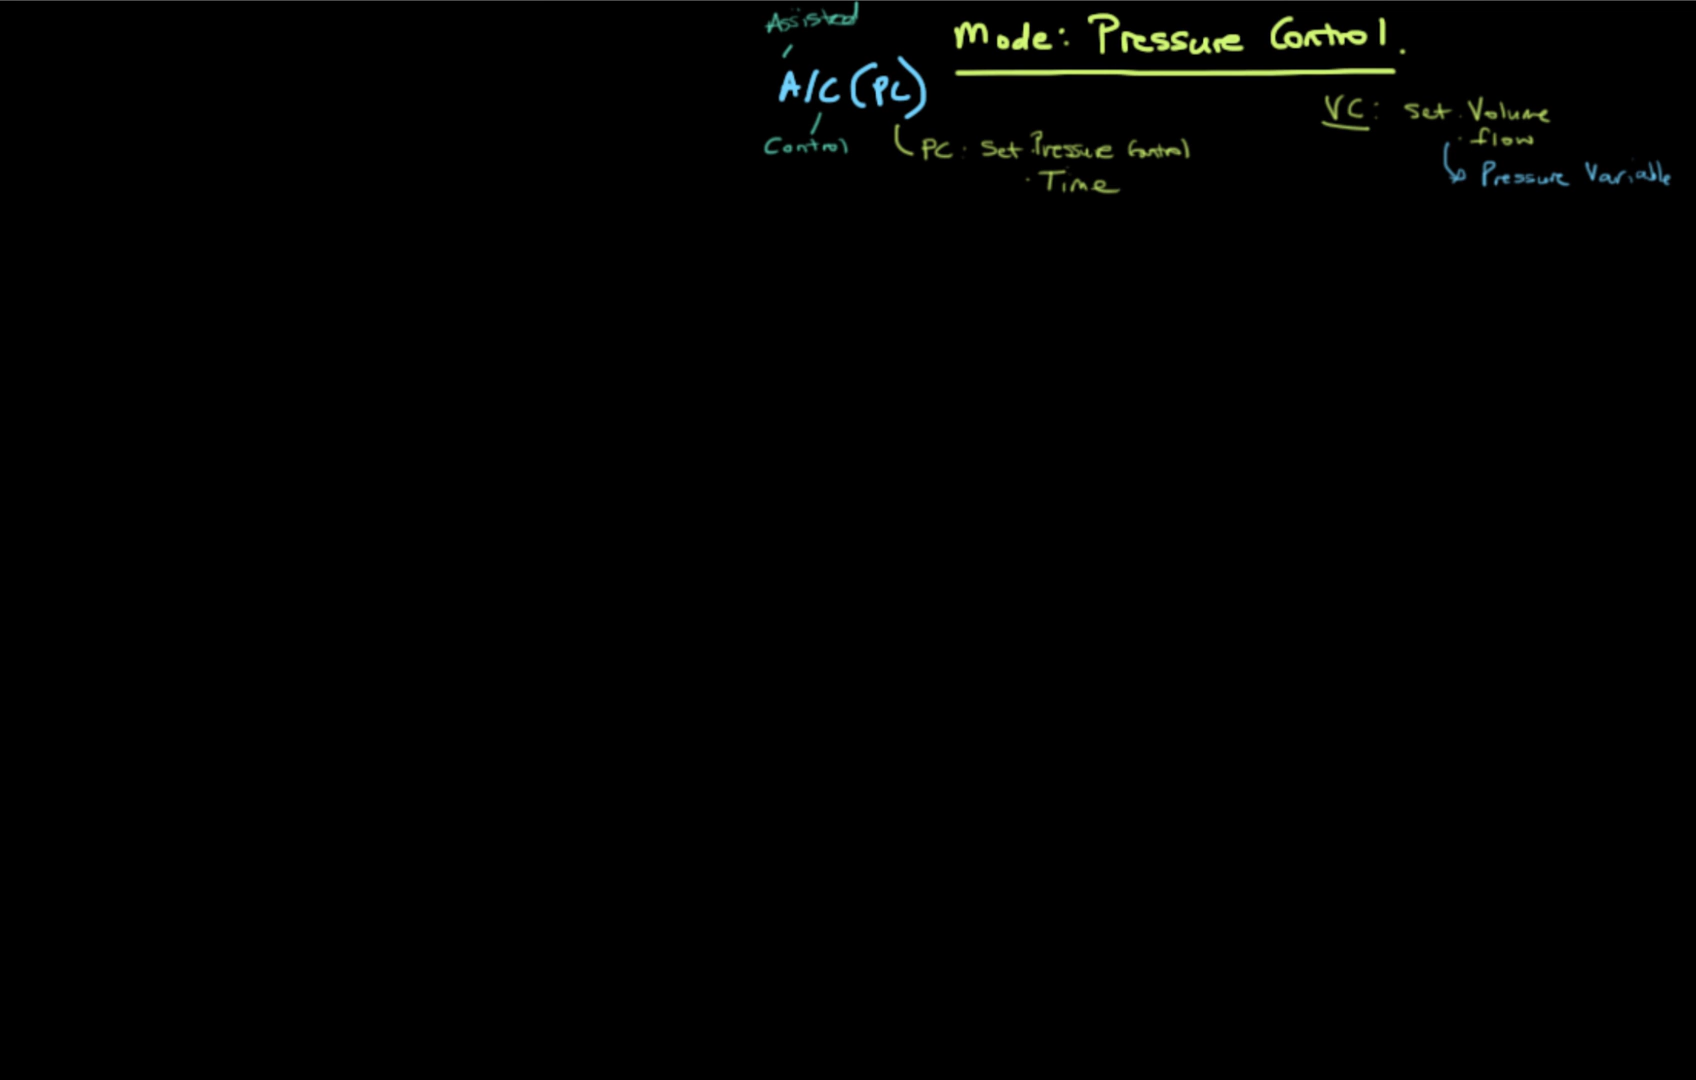 Assisted
Mode: Pressure Control.
A/C (PC)
VC: Set · Volume
· flow
Control
PC: Set · Pressure Control
· Time
Pressure Variable